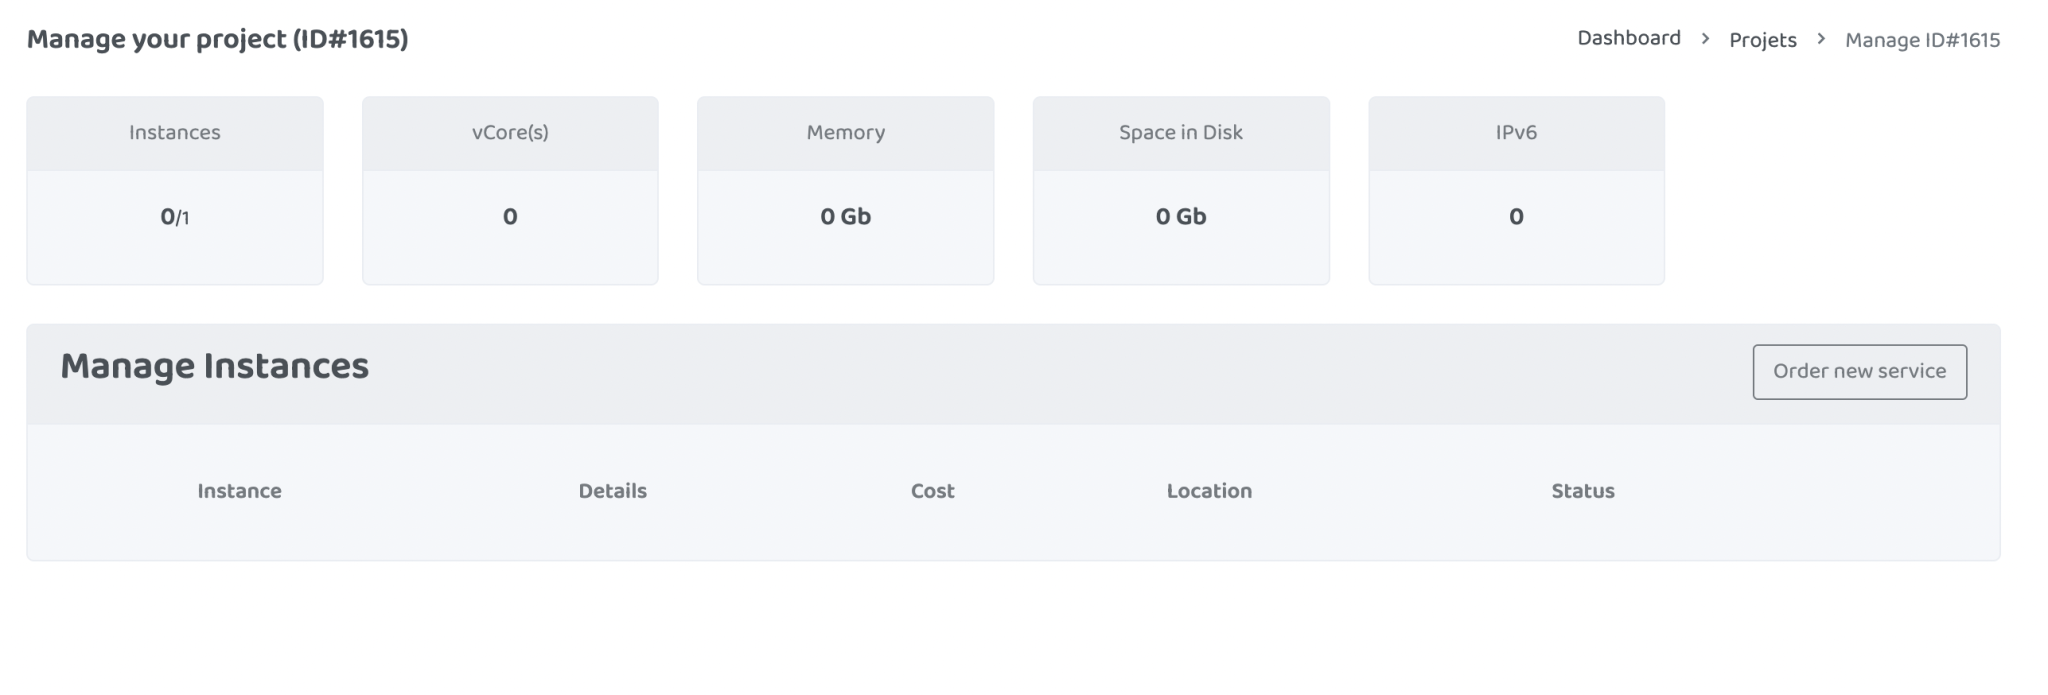 Manage your project (ID#1615)
Dashboard > Projets > Manage ID#1615
Instances
0/1
vCore(s)
0
Memory
0 Gb
Space in Disk
0 Gb
IPv6
0
Manage Instances
Order new service
Instance Details Cost Location Status